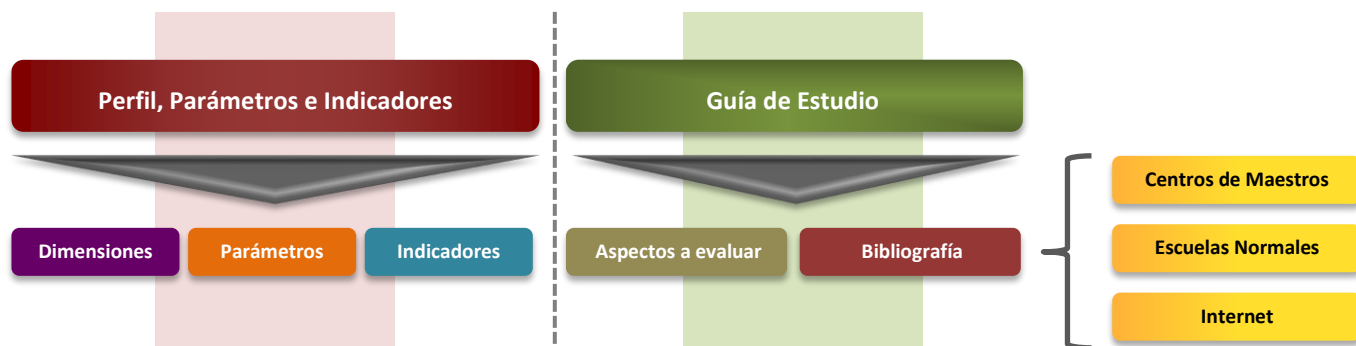 Perfil, Parámetros e Indicadores
Guía de Estudio
Dimensiones
Parámetros
Indicadores
Aspectos a evaluar
Bibliografía
Centros de Maestros
Escuelas Normales
Internet